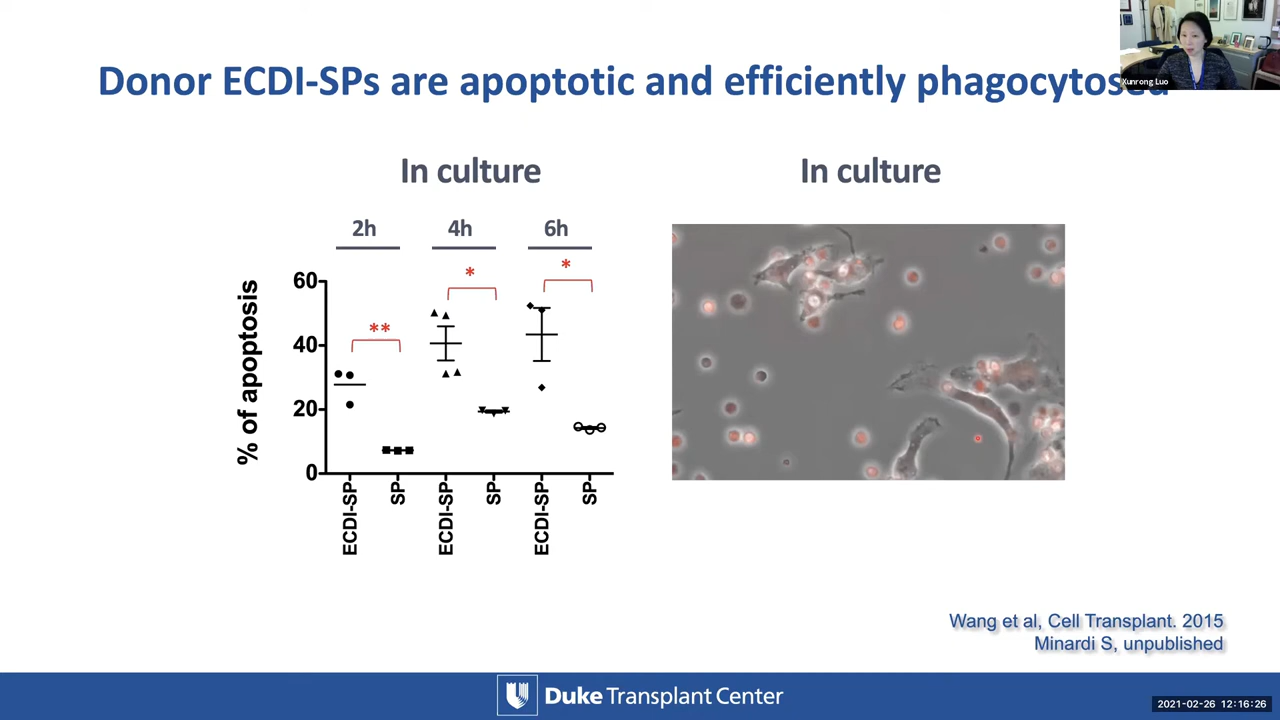 Donor ECDI-SPs are apoptotic and efficiently phagocytosed
Xunrong Luo
In culture
In culture
2h
4h
6h
**
*
*
% of apoptosis
60
40
20
0
ECDI-SP
SP
ECDI-SP
SP
ECDI-SP
SP
Wang et al, Cell Transplant. 2015
Minardi S, unpublished
Duke Transplant Center
2021-02-26 12:16:26